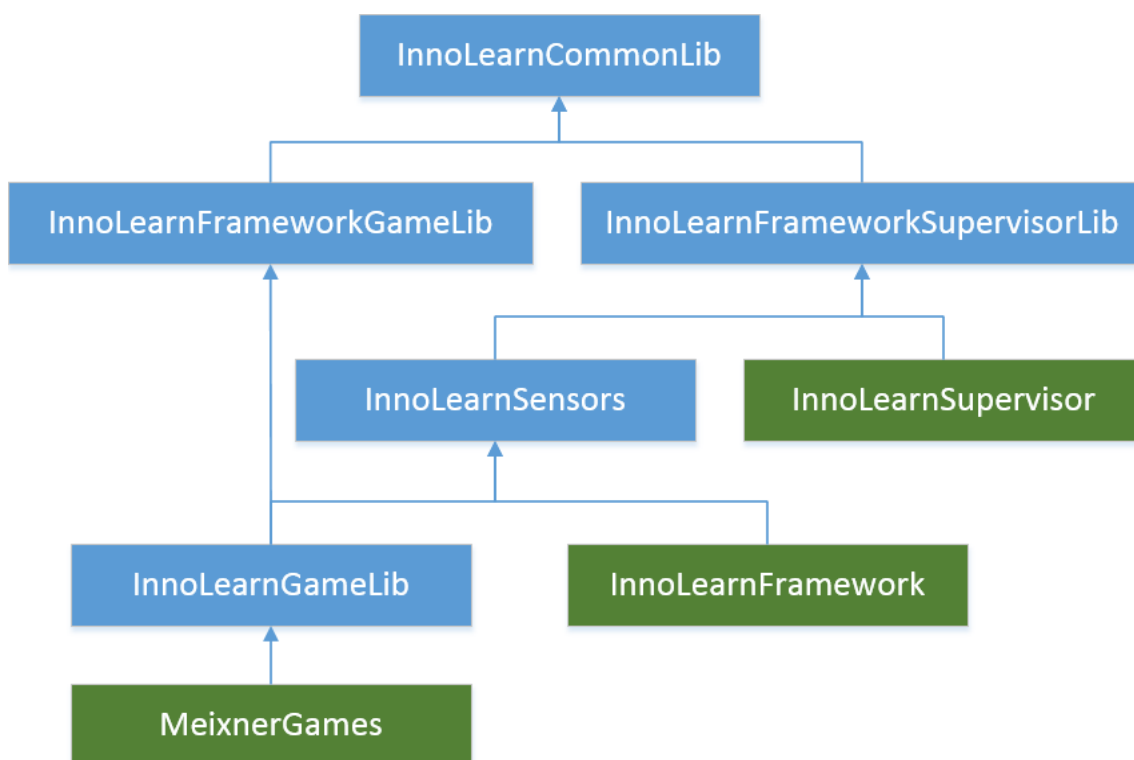 InnoLearnCommonLib
InnoLearnFrameworkGameLib
InnoLearnFrameworkSupervisorLib
InnoLearnSensors
InnoLearnSupervisor
InnoLearnGameLib
InnoLearnFramework
MeixnerGames